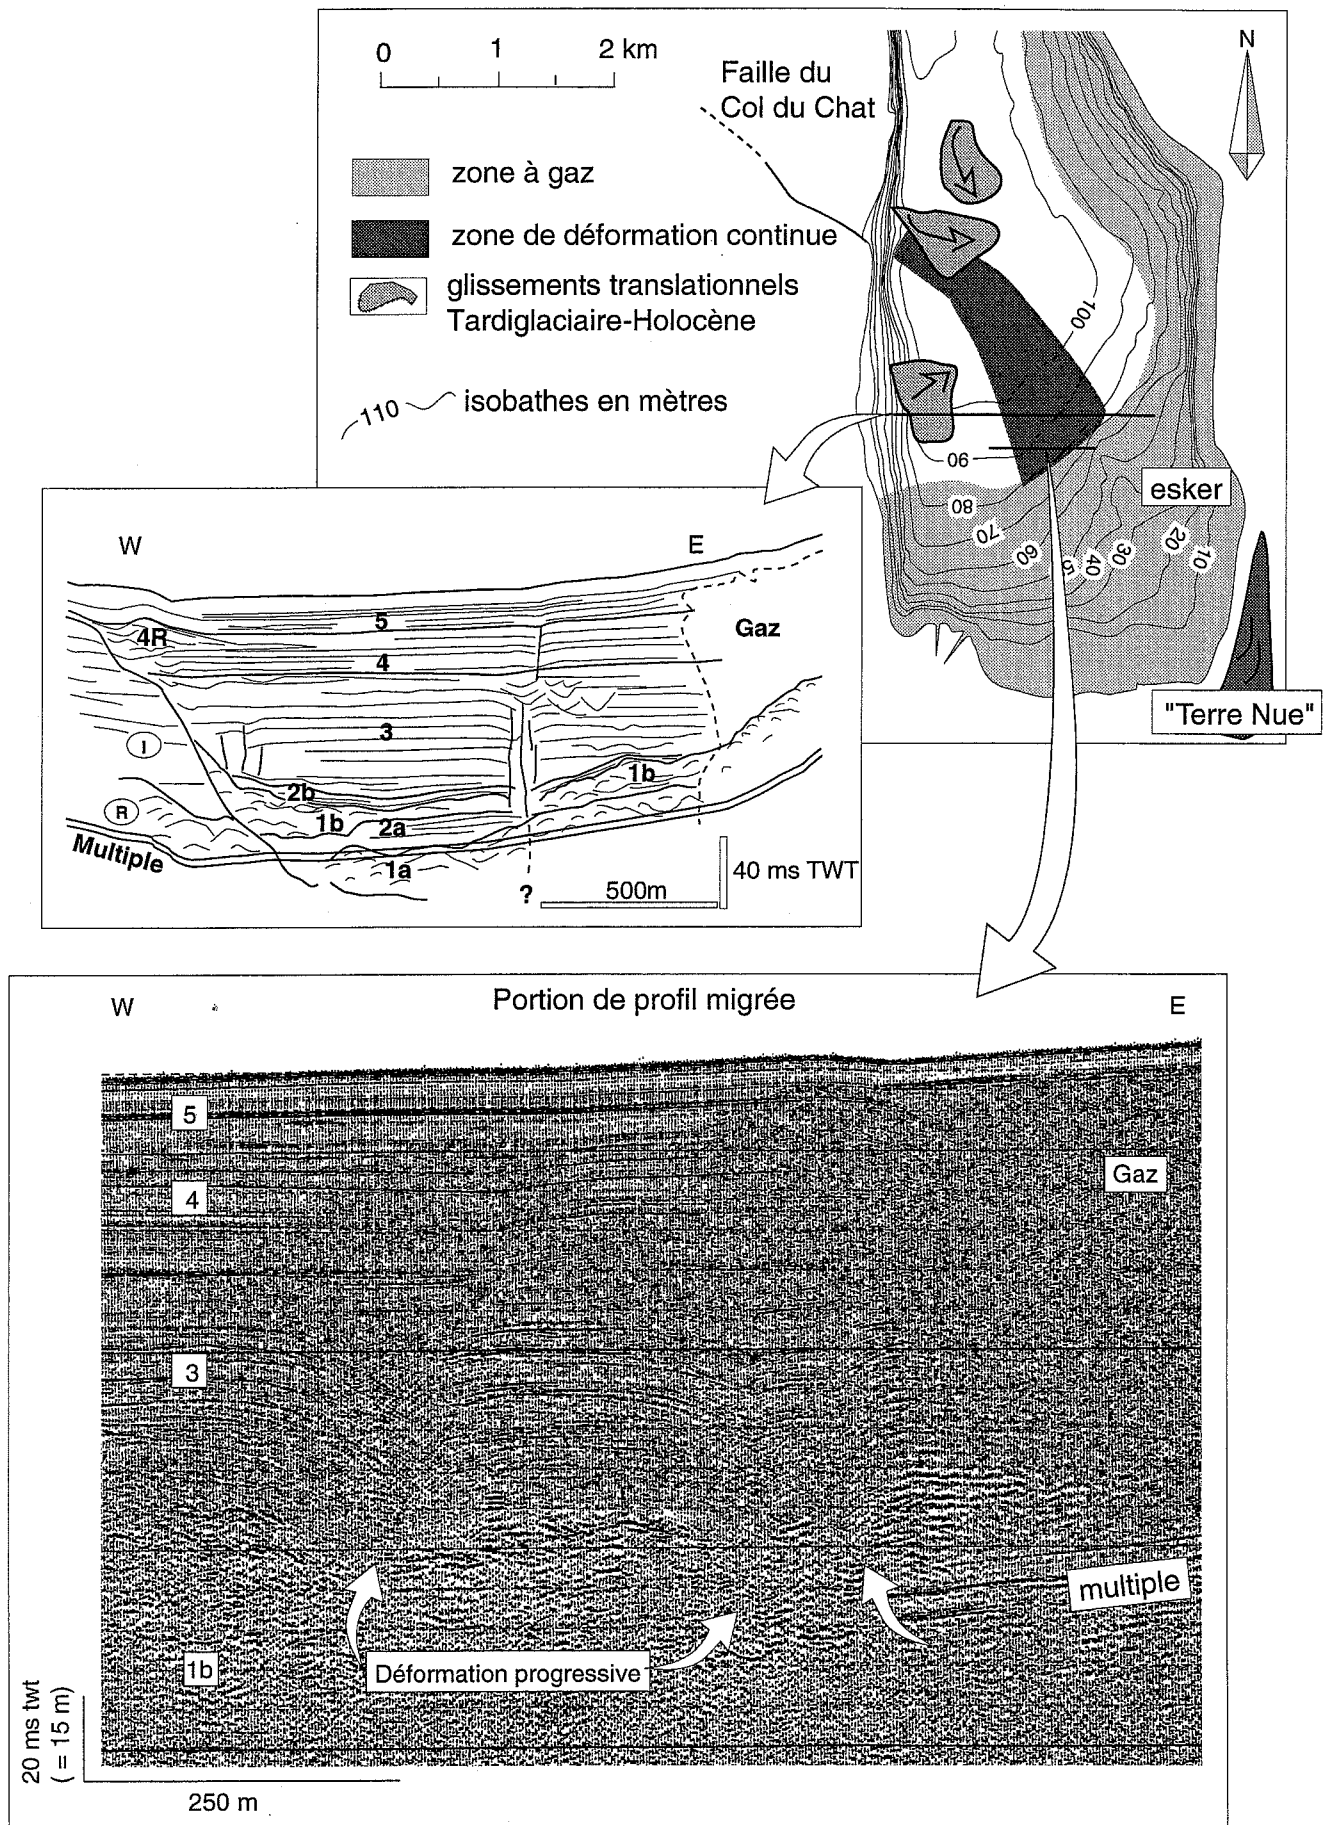 0 1 2 km
Faille du
Col du Chat
N
zone à gaz
zone de déformation continue
glissements translationnels
Tardiglaciaire-Holocène
110 isobathes en mètres
100
90
80
70
60
5
40
30
20
10
esker
"Terre Nue"
W E
5
4R
4
Gaz
3
I
1b
2b
R
1b 2a
Multiple
1a
40 ms TWT
?
500m
W
Portion de profil migrée
E
5
Gaz
4
3
multiple
1b
Déformation progressive
20 ms twt
( = 15 m)
250 m